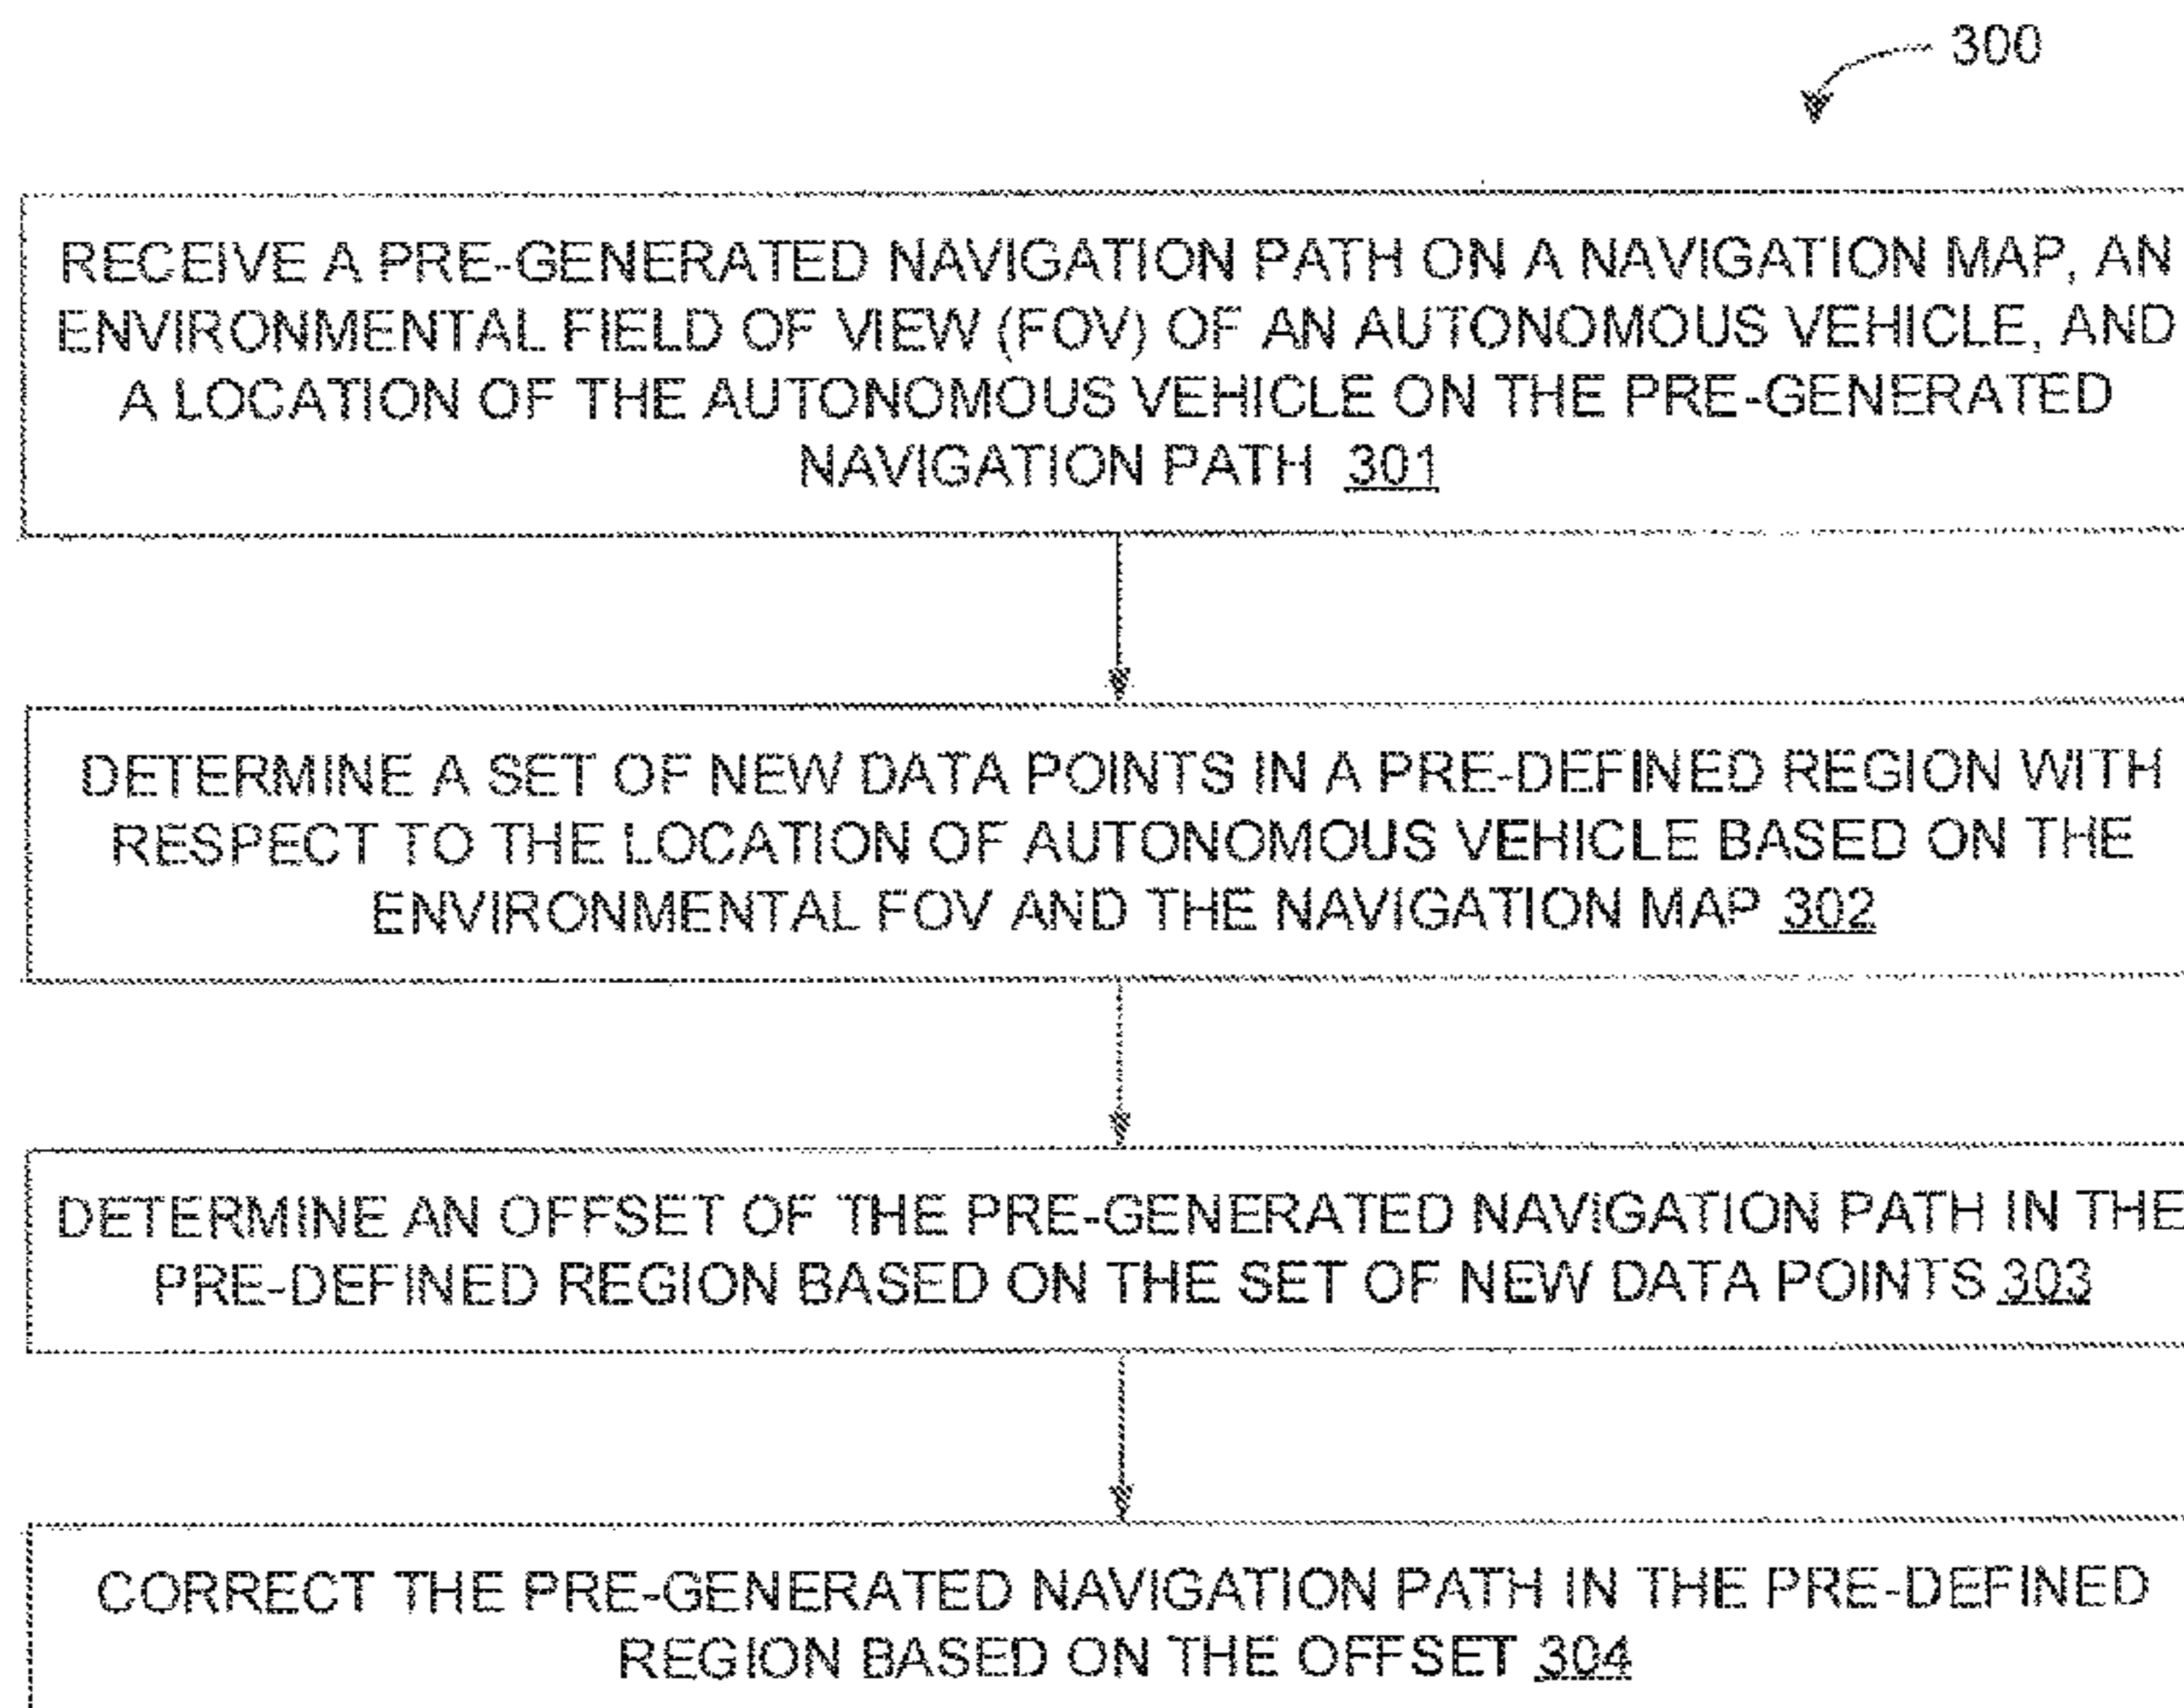 300
RECEIVE A PRE-GENERATED NAVIGATION PATH ON A NAVIGATION MAP, AN
ENVIRONMENTAL FIELD OF VIEW (FOV) OF AN AUTONOMOUS VEHICLE, AND
A LOCATION OF THE AUTONOMOUS VEHICLE ON THE PRE-GENERATED
NAVIGATION PATH 301
DETERMINE A SET OF NEW DATA POINTS IN A PRE-DEFINED REGION WITH
RESPECT TO THE LOCATION OF AUTONOMOUS VEHICLE BASED ON THE
ENVIRONMENTAL FOV AND THE NAVIGATION MAP 302
DETERMINE AN OFFSET OF THE PRE-GENERATED NAVIGATION PATH IN THE
PRE-DEFINED REGION BASED ON THE SET OF NEW DATA POINTS 303
CORRECT THE PRE-GENERATED NAVIGATION PATH IN THE PRE-DEFINED
REGION BASED ON THE OFFSET 304